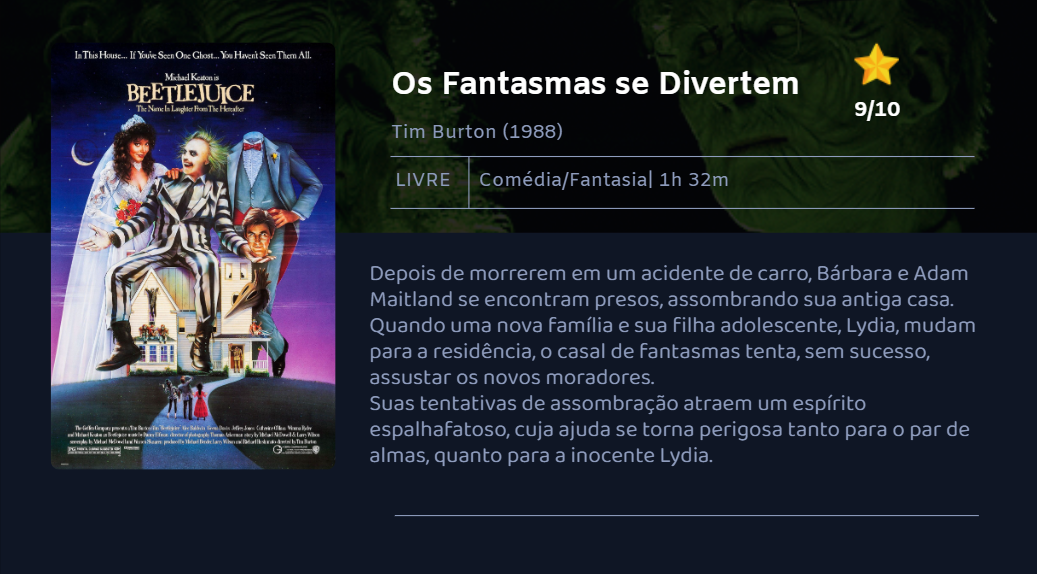 In This House... If You've Seen One Ghost... You Haven't Seen Them All.
Michael Keaton is
BEETLEJUICE
The Name In Laughter From The Hereafter
Os Fantasmas se Divertem
9/10
Tim Burton (1988)
LIVRE
Comédia/Fantasia| 1h 32m
Depois de morrerem em um acidente de carro, Bárbara e Adam
Maitland se encontram presos, assombrando sua antiga casa.
Quando uma nova família e sua filha adolescente, Lydia, mudam
para a residência, o casal de fantasmas tenta, sem sucesso,
assustar os novos moradores.
Suas tentativas de assombração atraem um espírito
espalhafatoso, cuja ajuda se torna perigosa tanto para o par de
almas, quanto para a inocente Lydia.